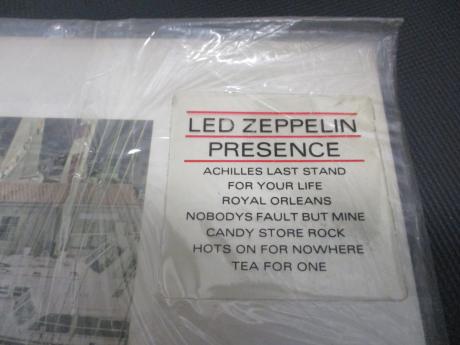 LED ZEPPELIN
PRESENCE
ACHILLES LAST STAND
FOR YOUR LIFE
ROYAL ORLEANS
NOBODYS FAULT BUT MINE
CANDY STORE ROCK
HOTS ON FOR NOWHERE
TEA FOR ONE